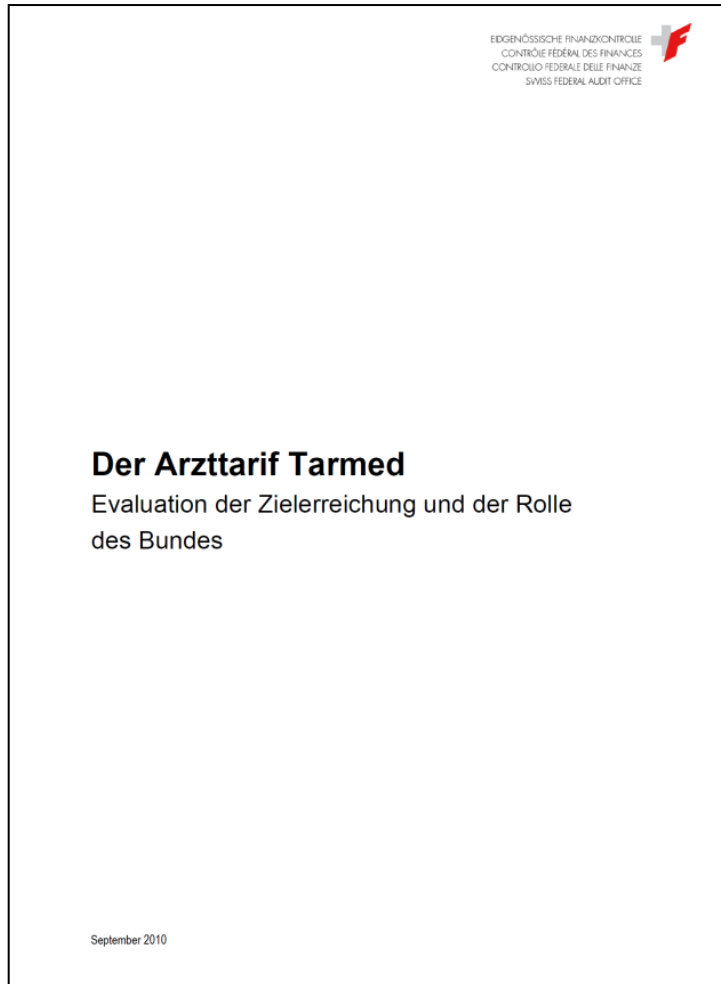 EIDGENÖSSISCHE FINANZKONTROLLE
CONTRÔLE FÉDÉRAL DES FINANCES
CONTROLLO FEDERALE DELLE FINANZE
SWISS FEDERAL AUDIT OFFICE
Der Arzttarif Tarmed
Evaluation der Zielerreichung und der Rolle
des Bundes
September 2010